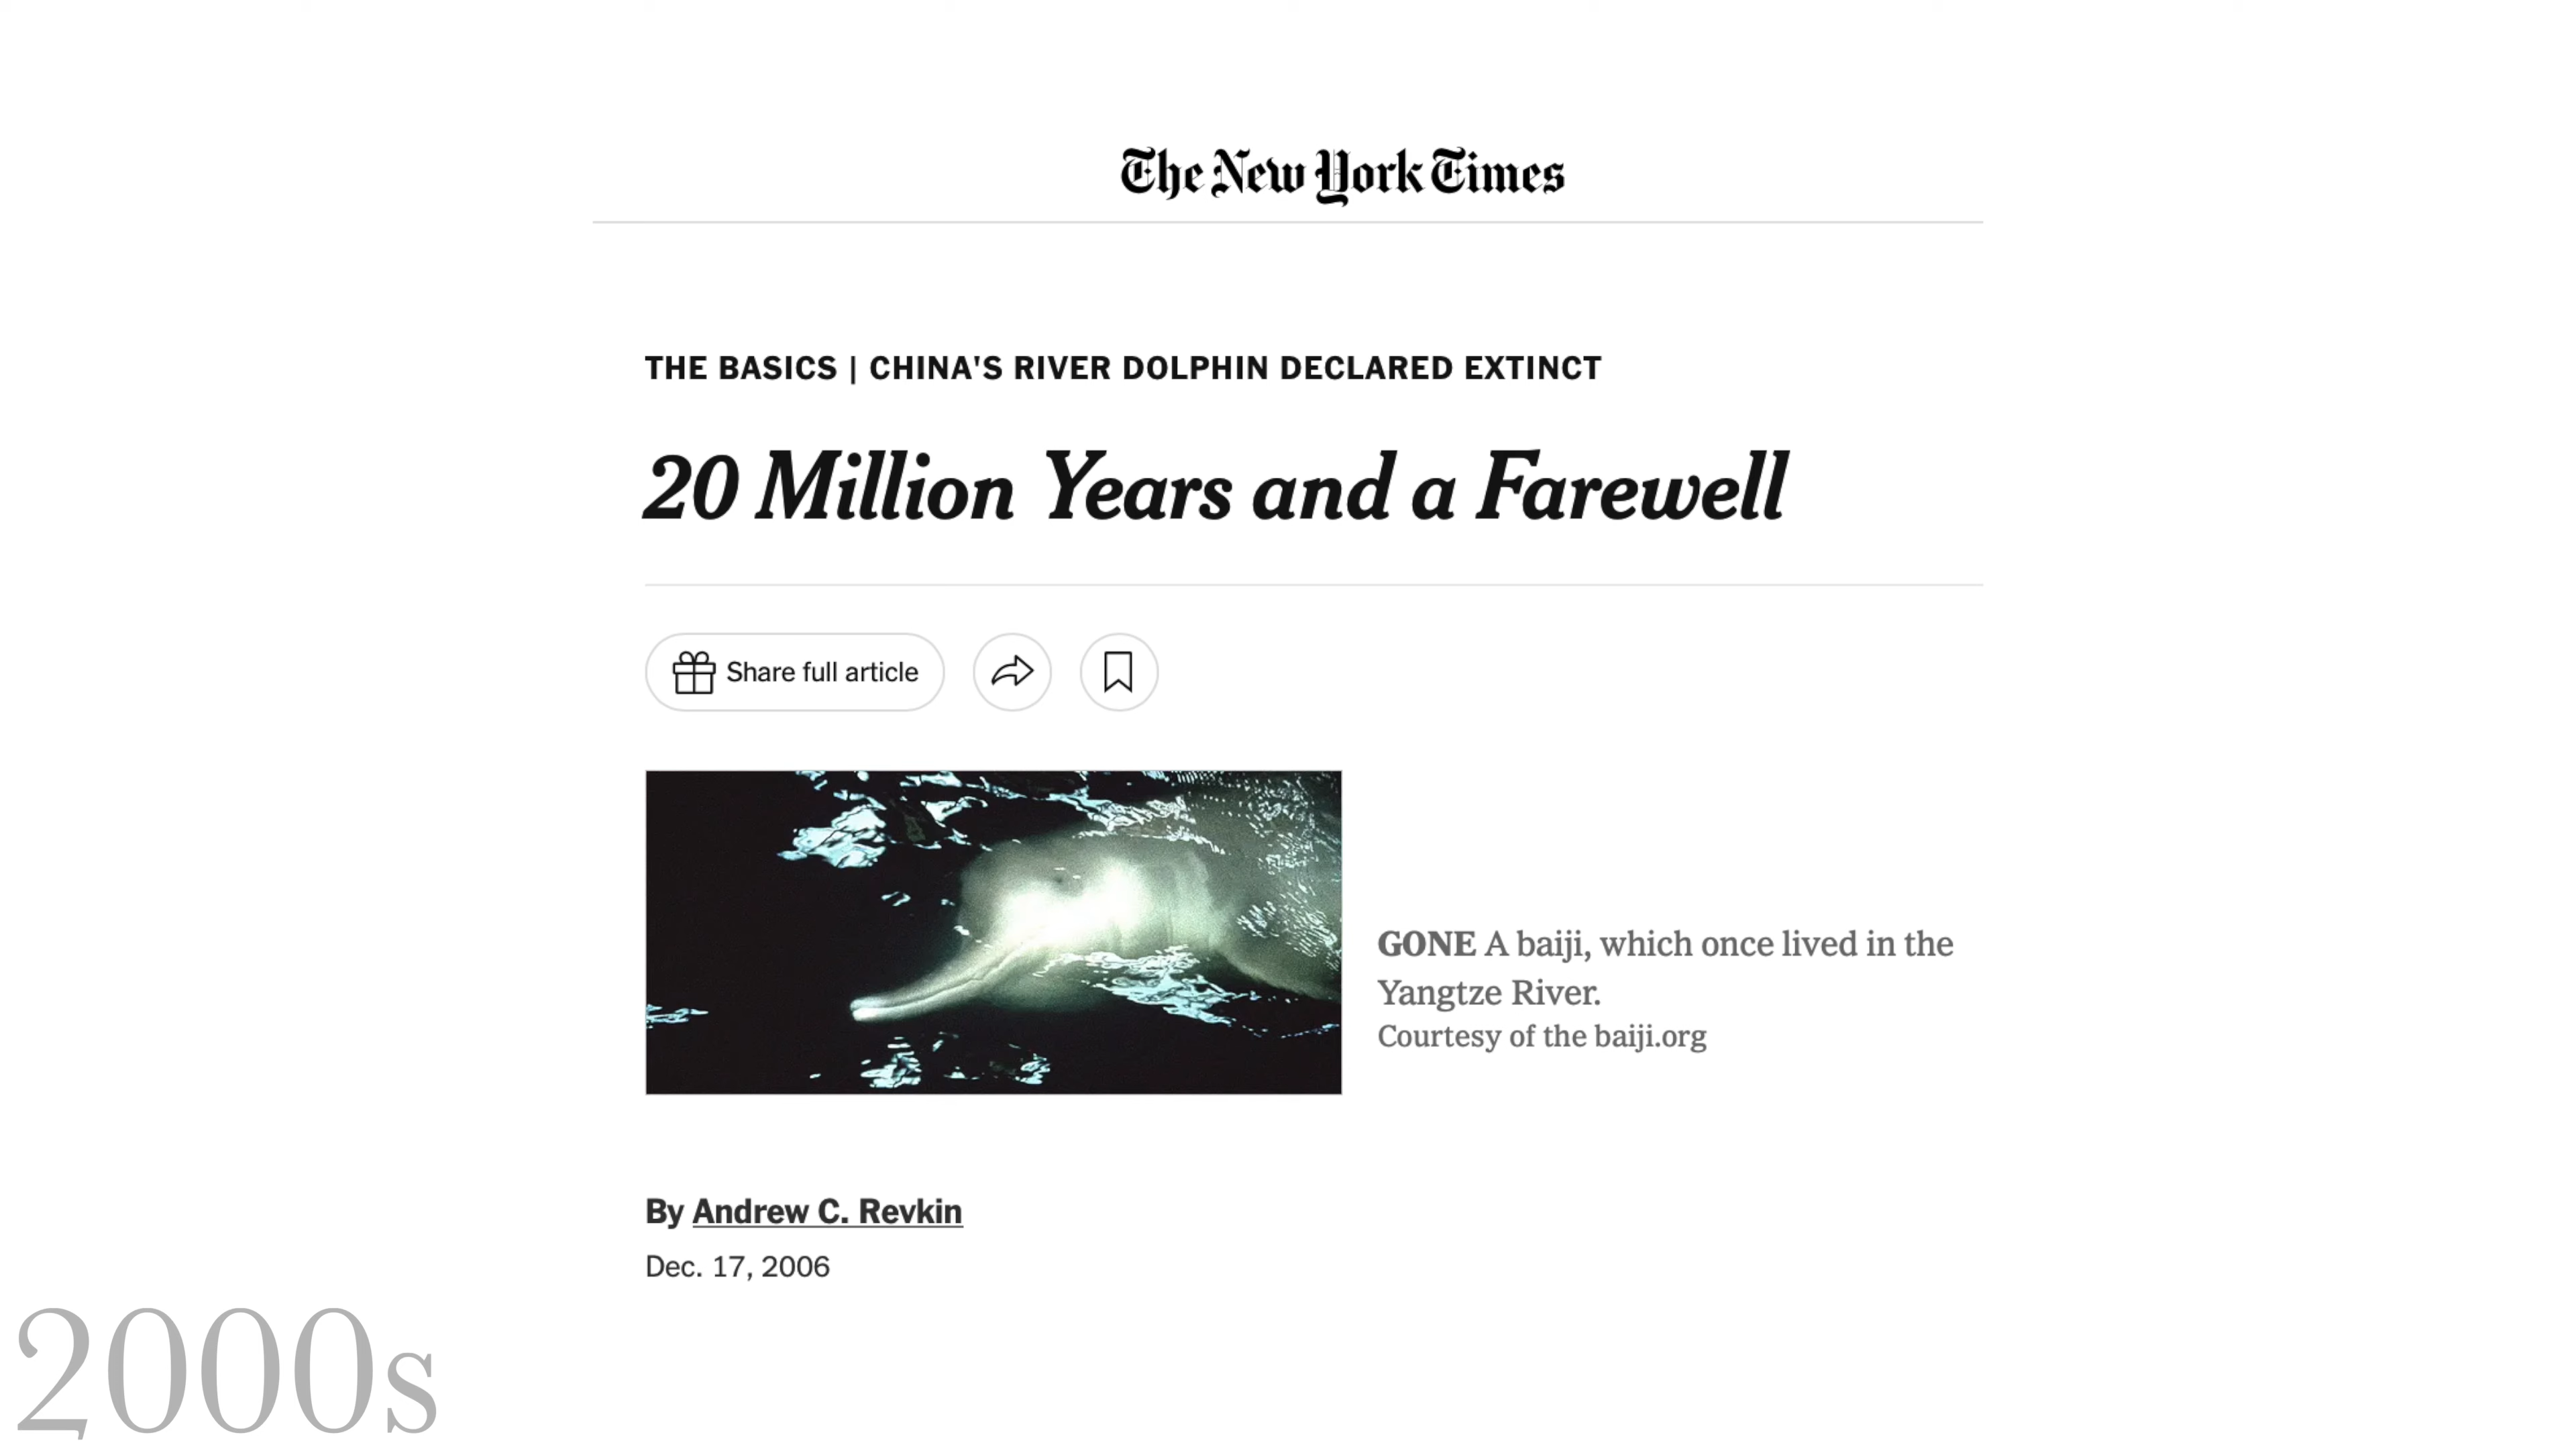 The New York Times
THE BASICS | CHINA'S RIVER DOLPHIN DECLARED EXTINCT
20 Million Years and a Farewell
Share full article
GONE A baiji, which once lived in the
Yangtze River.
Courtesy of the baiji.org
By Andrew C. Revkin
Dec. 17, 2006
2000s